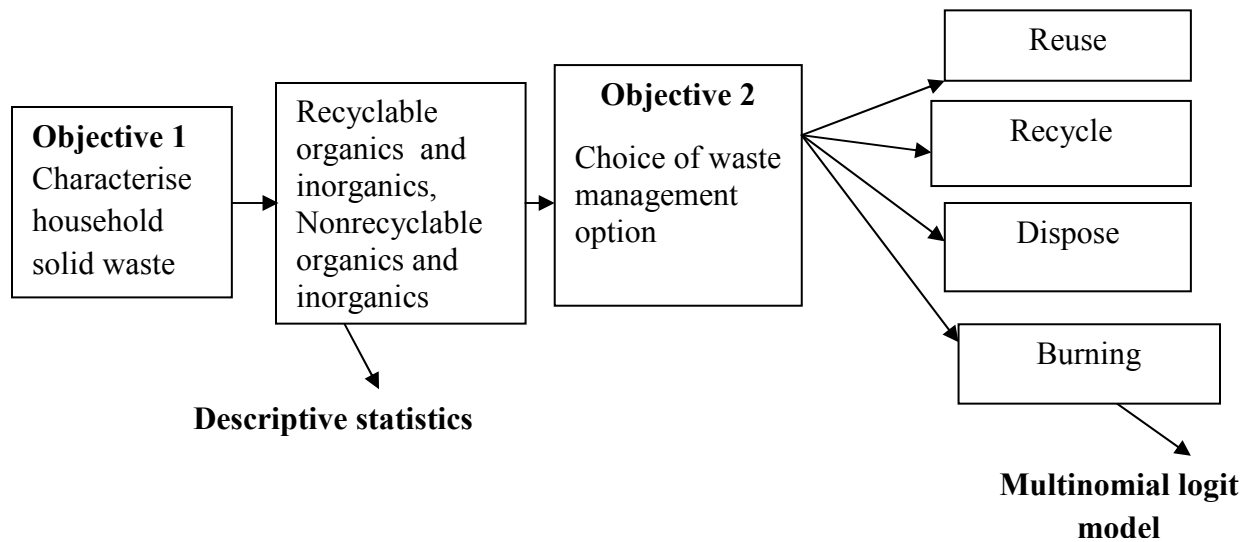 Objective 1
Characterise
household
solid waste
Recyclable
organics and
inorganics,
Nonrecyclable
organics and
inorganics
Descriptive statistics
Objective 2
Choice of waste
management
option
Reuse
Recycle
Dispose
Burning
Multinomial logit
model